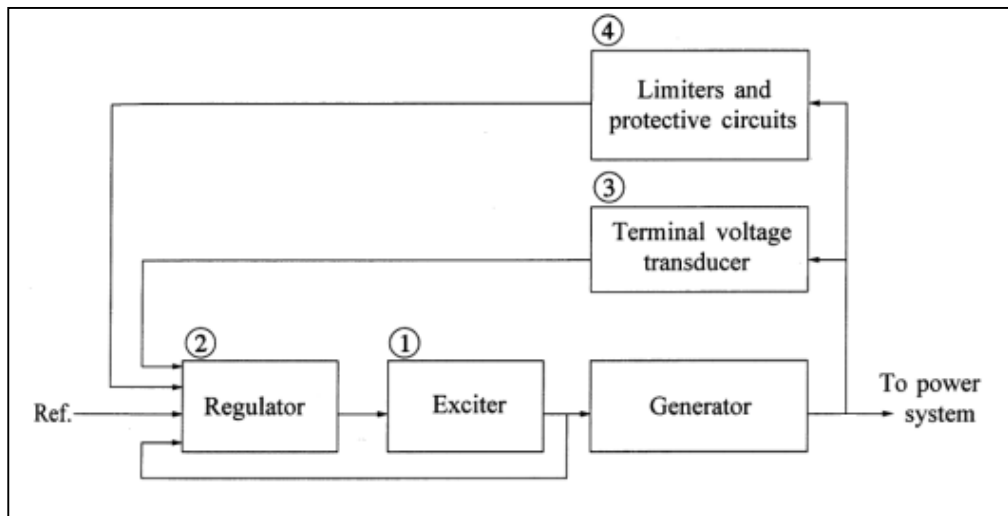 ④
Limiters and
protective circuits
③
Terminal voltage
transducer
②
Regulator
①
Exciter
Generator
Ref.
To power
system